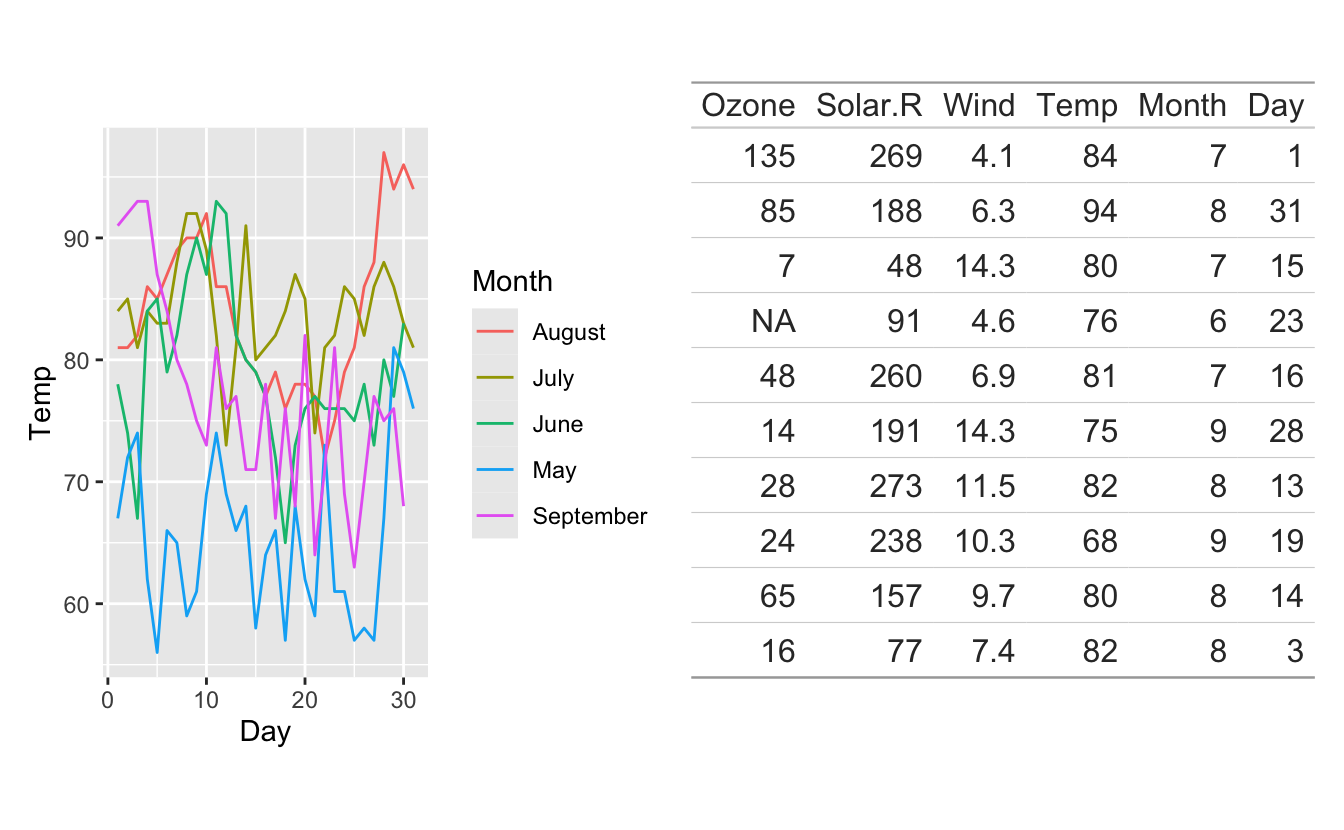 Temp
90
80
70
60
0 10 20 30
Day
Month
August
July
June
May
September
Ozone Solar.R Wind Temp Month Day
135 269 4.1 84 7 1
85 188 6.3 94 8 31
7 48 14.3 80 7 15
NA 91 4.6 76 6 23
48 260 6.9 81 7 16
14 191 14.3 75 9 28
28 273 11.5 82 8 13
24 238 10.3 68 9 19
65 157 9.7 80 8 14
16 77 7.4 82 8 3